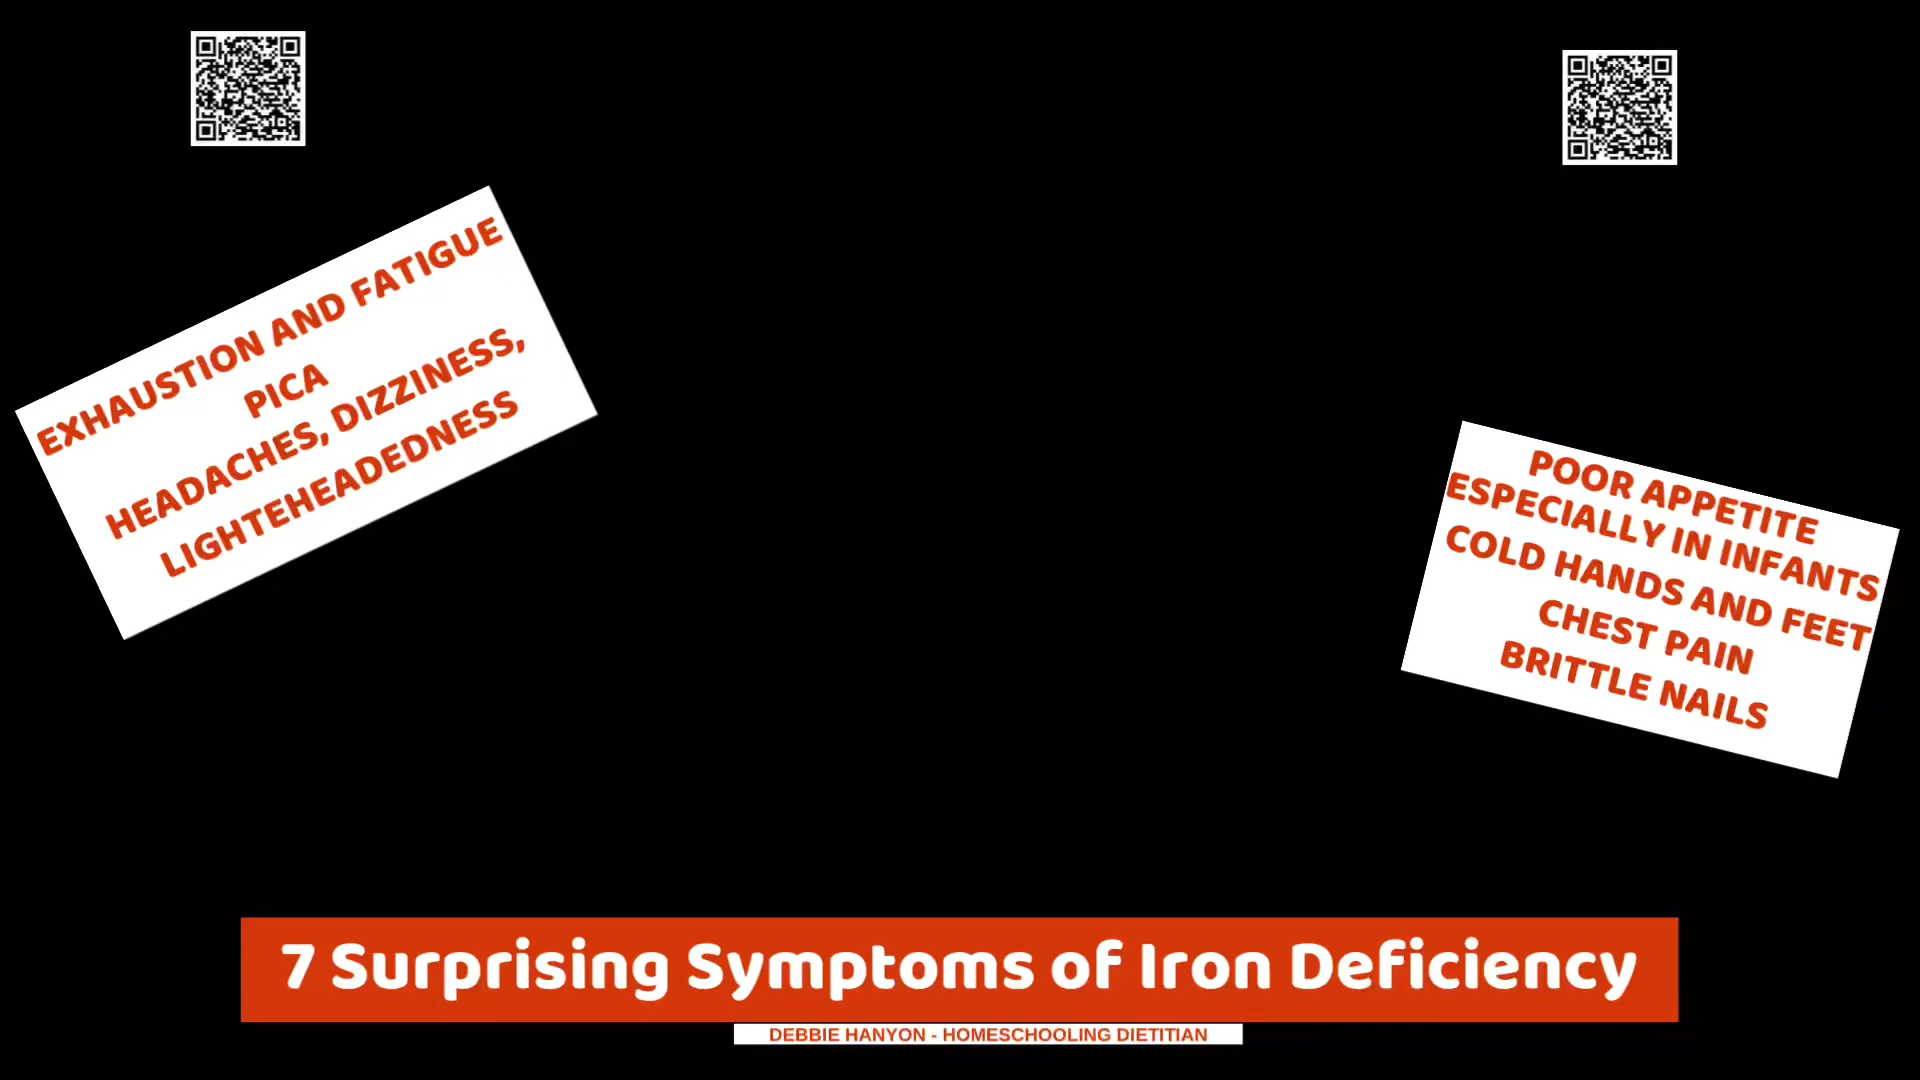 EXHAUSTION AND FATIGUE
PICA
HEADACHES, DIZZINESS,
LIGHTEHEADEDNESS
POOR APPETITE
ESPECIALLY IN INFANTS
COLD HANDS AND FEET
CHEST PAIN
BRITTLE NAILS
7 Surprising Symptoms of Iron Deficiency
DEBBIE HANYON - HOMESCHOOLING DIETITIAN